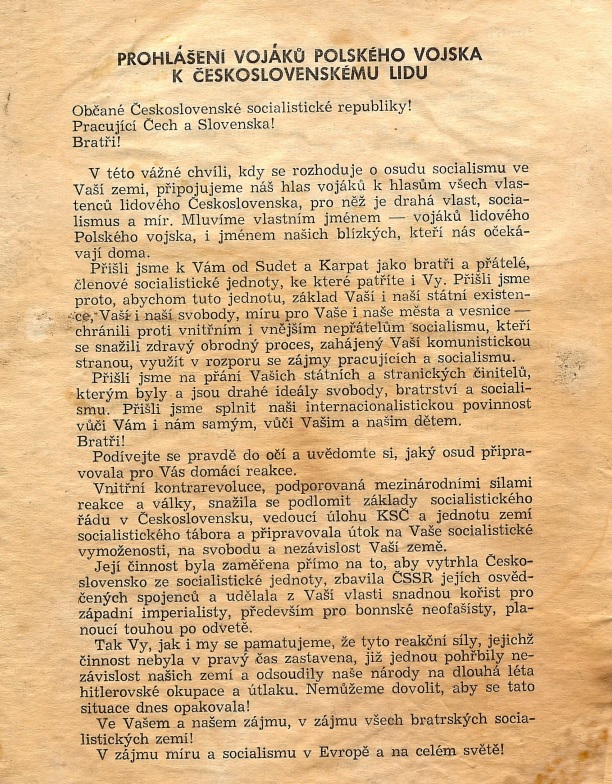 PROHLÁŠENÍ VOJÁKŮ POLSKÉHO VOJSKA
K ČESKOSLOVENSKÉMU LIDU
Občané Československé socialistické republiky!
Pracující Čech a Slovenska!
Bratři!
V této vážné chvíli, kdy se rozhoduje o osudu socialismu ve
Vaší zemi, připojujeme náš hlas vojáků k hlasům všech vlas-
tenců lidového Československa, pro něž je drahá vlast, socia-
lismus a mír. Mluvíme vlastním jménem — vojáků lidového
Polského vojska, i jménem našich blízkých, kteří nás očeká-
vají doma.
Přišli jsme k Vám od Sudet a Karpat jako bratři a přátelé,
členové socialistické jednoty, ke které patříte i Vy. Přišli jsme
proto, abychom tuto jednotu, základ Vaší i naší státní existen-
ce, Vaší i naší svobody, míru pro Vaše i naše města a vesnice —
chránili proti vnitřním i vnějším nepřátelům socialismu, kteří
se snažili zdravý obrodný proces, zahájený Vaší komunistickou
stranou, využít v rozporu se zájmy pracujících a socialismu.
Přišli jsme na přání Vašich státních a stranických činitelů,
kterým byly a jsou drahé ideály svobody, bratrství a sociali-
smu. Přišli jsme splnit naši internacionalistickou povinnost
vůči Vám i nám samým, vůči Vašim a našim dětem.
Bratři!
Podívejte se pravdě do očí a uvědomte si, jaký osud připra-
vovala pro Vás domácí reakce.
Vnitřní kontrarevoluce, podporovaná mezinárodními silami
reakce a války, snažila se podlomit základy socialistického
řádu v Československu, vedoucí úlohu KSČ a jednotu zemí
socialistického tábora a připravovala útok na Vaše socialistické
vymoženosti, na svobodu a nezávislost Vaší země.
Její činnost byla zaměřena přímo na to, aby vytrhla Česko-
slovensko ze socialistické jednoty, zbavila ČSSR jejích osvěd-
čených spojenců a udělala z Vaší vlasti snadnou kořist pro
západní imperialisty, především pro bonnské neofašisty, pla-
noucí touhou po odvetě.
Tak Vy, jak i my se pamatujeme, že tyto reakční síly, jejichž
činnost nebyla v pravý čas zastavena, již jednou pohřbily ne-
závislost našich zemí a odsoudily naše národy na dlouhá léta
hitlerovské okupace a útlaku. Nemůžeme dovolit, aby se tato
situace dnes opakovala!
Ve Vašem a našem zájmu, v zájmu všech bratrských socia-
listických zemí!
V zájmu míru a socialismu v Evropě a na celém světě!